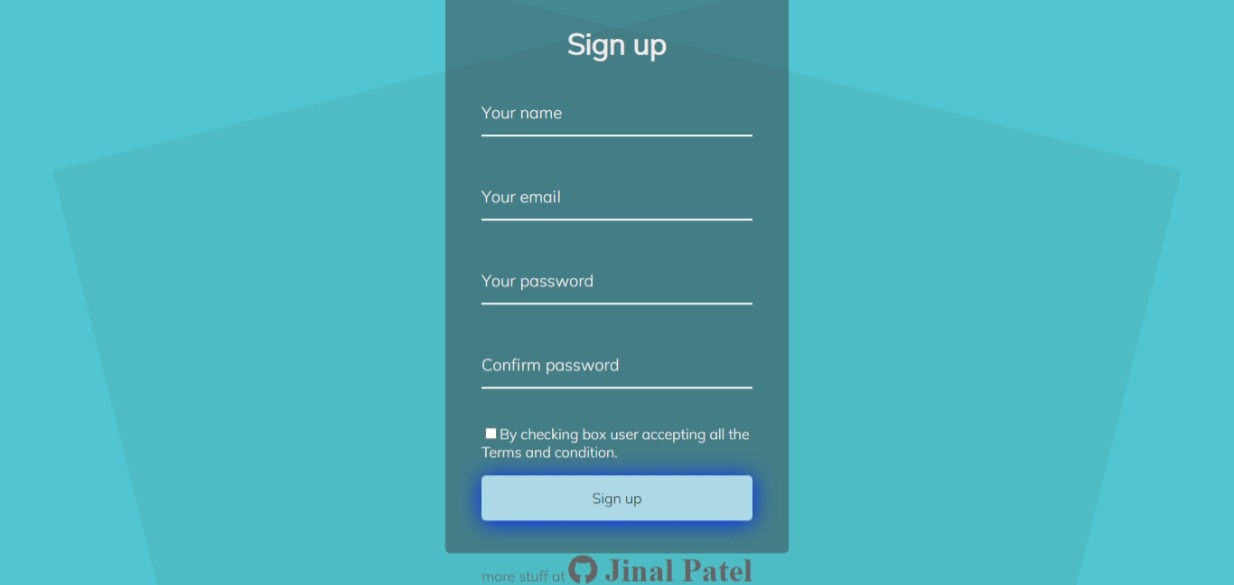 Sign up
Your name
Your email
Your password
Confirm password
By checking box user accepting all the
Terms and condition.
Sign up
more stuff at Jinal Patel